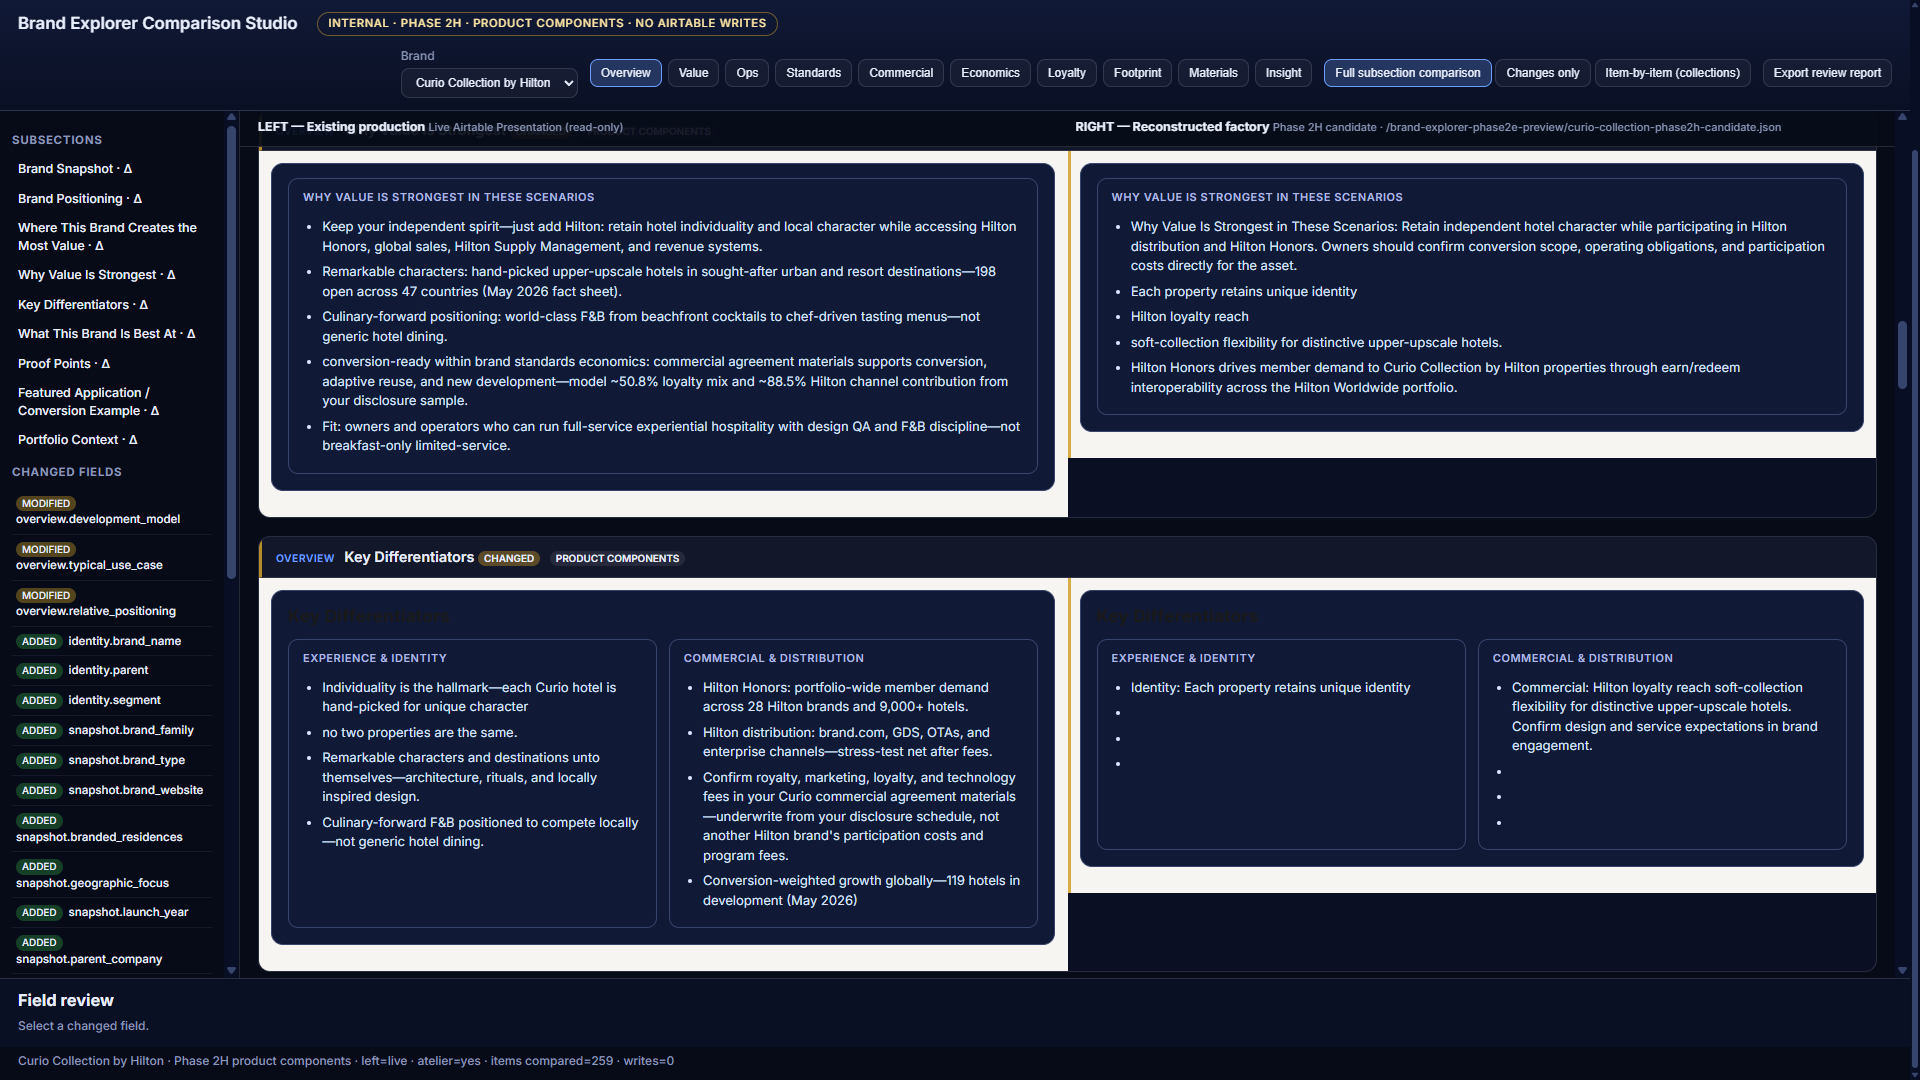 Brand Explorer Comparison Studio
INTERNAL · PHASE 2H · PRODUCT COMPONENTS · NO AIRTABLE WRITES
Brand
Curio Collection by Hilton
Overview
Value
Ops
Standards
Commercial
Economics
Loyalty
Footprint
Materials
Insight
Full subsection comparison
Changes only
Item-by-item (collections)
Export review report
SUBSECTIONS
Brand Snapshot · Δ
Brand Positioning · Δ
Where This Brand Creates the
Most Value · Δ
Why Value Is Strongest · Δ
Key Differentiators · Δ
What This Brand Is Best At · Δ
Proof Points · Δ
Featured Application /
Conversion Example · Δ
Portfolio Context · Δ
CHANGED FIELDS
MODIFIED
overview.development_model
MODIFIED
overview.typical_use_case
MODIFIED
overview.relative_positioning
ADDED identity.brand_name
ADDED identity.parent
ADDED identity.segment
ADDED snapshot.brand_family
ADDED snapshot.brand_type
ADDED snapshot.brand_website
ADDED
snapshot.branded_residences
ADDED
snapshot.geographic_focus
ADDED snapshot.launch_year
ADDED
snapshot.parent_company
LEFT — Existing production Live Airtable Presentation (read-only)
WHY VALUE IS STRONGEST IN THESE SCENARIOS
• Keep your independent spirit—just add Hilton: retain hotel individuality and local character while accessing Hilton
Honors, global sales, Hilton Supply Management, and revenue systems.
• Remarkable characters: hand-picked upper-upscale hotels in sought-after urban and resort destinations—198
open across 47 countries (May 2026 fact sheet).
• Culinary-forward positioning: world-class F&B from beachfront cocktails to chef-driven tasting menus—not
generic hotel dining.
• conversion-ready within brand standards economics: commercial agreement materials supports conversion,
adaptive reuse, and new development—model ~50.8% loyalty mix and ~88.5% Hilton channel contribution from
your disclosure sample.
• Fit: owners and operators who can run full-service experiential hospitality with design QA and F&B discipline—not
breakfast-only limited-service.
RIGHT — Reconstructed factory Phase 2H candidate · /brand-explorer-phase2e-preview/curio-collection-phase2h-candidate.json
WHY VALUE IS STRONGEST IN THESE SCENARIOS
• Why Value Is Strongest in These Scenarios: Retain independent hotel character while participating in Hilton
distribution and Hilton Honors. Owners should confirm conversion scope, operating obligations, and participation
costs directly for the asset.
• Each property retains unique identity
• Hilton loyalty reach
• soft-collection flexibility for distinctive upper-upscale hotels.
• Hilton Honors drives member demand to Curio Collection by Hilton properties through earn/redeem
interoperability across the Hilton Worldwide portfolio.
OVERVIEW Key Differentiators CHANGED PRODUCT COMPONENTS
Key Differentiators
EXPERIENCE & IDENTITY
• Individuality is the hallmark—each Curio hotel is
hand-picked for unique character
• no two properties are the same.
• Remarkable characters and destinations unto
themselves—architecture, rituals, and locally
inspired design.
• Culinary-forward F&B positioned to compete locally
—not generic hotel dining.
COMMERCIAL & DISTRIBUTION
• Hilton Honors: portfolio-wide member demand
across 28 Hilton brands and 9,000+ hotels.
• Hilton distribution: brand.com, GDS, OTAs, and
enterprise channels—stress-test net after fees.
• Confirm royalty, marketing, loyalty, and technology
fees in your Curio commercial agreement materials
—underwrite from your disclosure schedule, not
another Hilton brand's participation costs and
program fees.
• Conversion-weighted growth globally—119 hotels in
development (May 2026)
Key Differentiators
EXPERIENCE & IDENTITY
• Identity: Each property retains unique identity
•
•
•
COMMERCIAL & DISTRIBUTION
• Commercial: Hilton loyalty reach soft-collection
flexibility for distinctive upper-upscale hotels.
Confirm design and service expectations in brand
engagement.
•
•
•
Field review
Select a changed field.
Curio Collection by Hilton · Phase 2H product components · left=live · atelier=yes · items compared=259 · writes=0